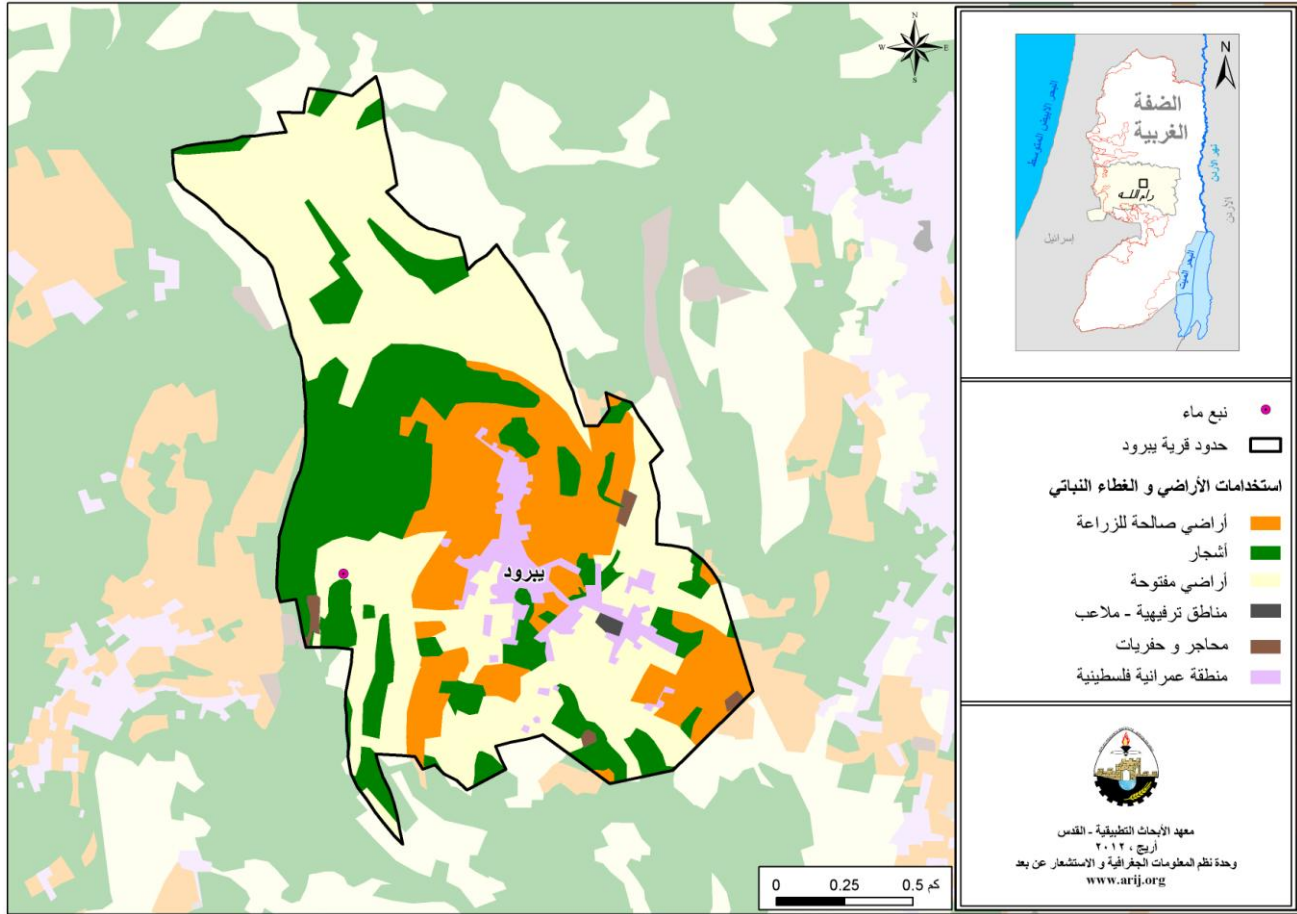 N
W
E
S
يبرود
0
0.25
0.5 كم
N
الضفة
الغربية
البحر الابيض المتوسط
نهر الأردن
رام الله
الأردن
إسرائيل
البحر الميت
نبع ماء
حدود قرية يبرود
استخدامات الأراضي و الغطاء النباتي
أراضي صالحة للزراعة
أشجار
أراضي مفتوحة
مناطق ترفيهية - ملاعب
محاجر و حفريات
منطقة عمرانية فلسطينية
معهد الأبحاث التطبيقية - القدس
أريج ، ٢٠١٢
وحدة نظم المعلومات الجغرافية و الاستشعار عن بعد
www.arij.org